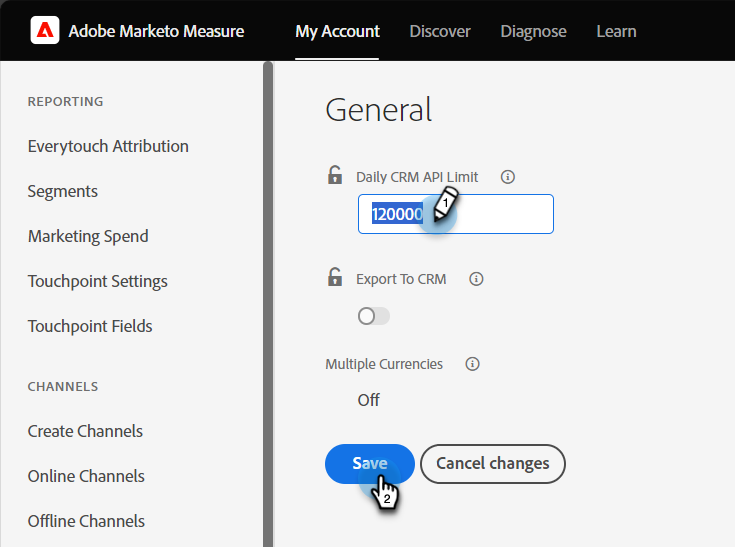 Adobe Marketo Measure My Account Discover Diagnose Learn
REPORTING
Everytouch Attribution
Segments
Marketing Spend
Touchpoint Settings
Touchpoint Fields
CHANNELS
Create Channels
Online Channels
Offline Channels
General
Daily CRM API Limit
120000
1
Export To CRM
Multiple Currencies
Off
Save Cancel changes
2